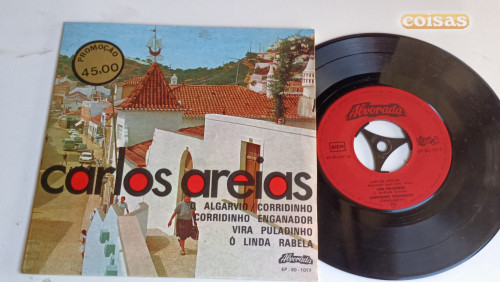 coisas
PROMOÇÃO
45.00
carlos areias
O ALGARVIO / CORRIDINHO
CORRIDINHO ENGANADOR
VIRA PULADINHO
Ó LINDA RABELA
Alvorada
EP-60-1017
Alvorada